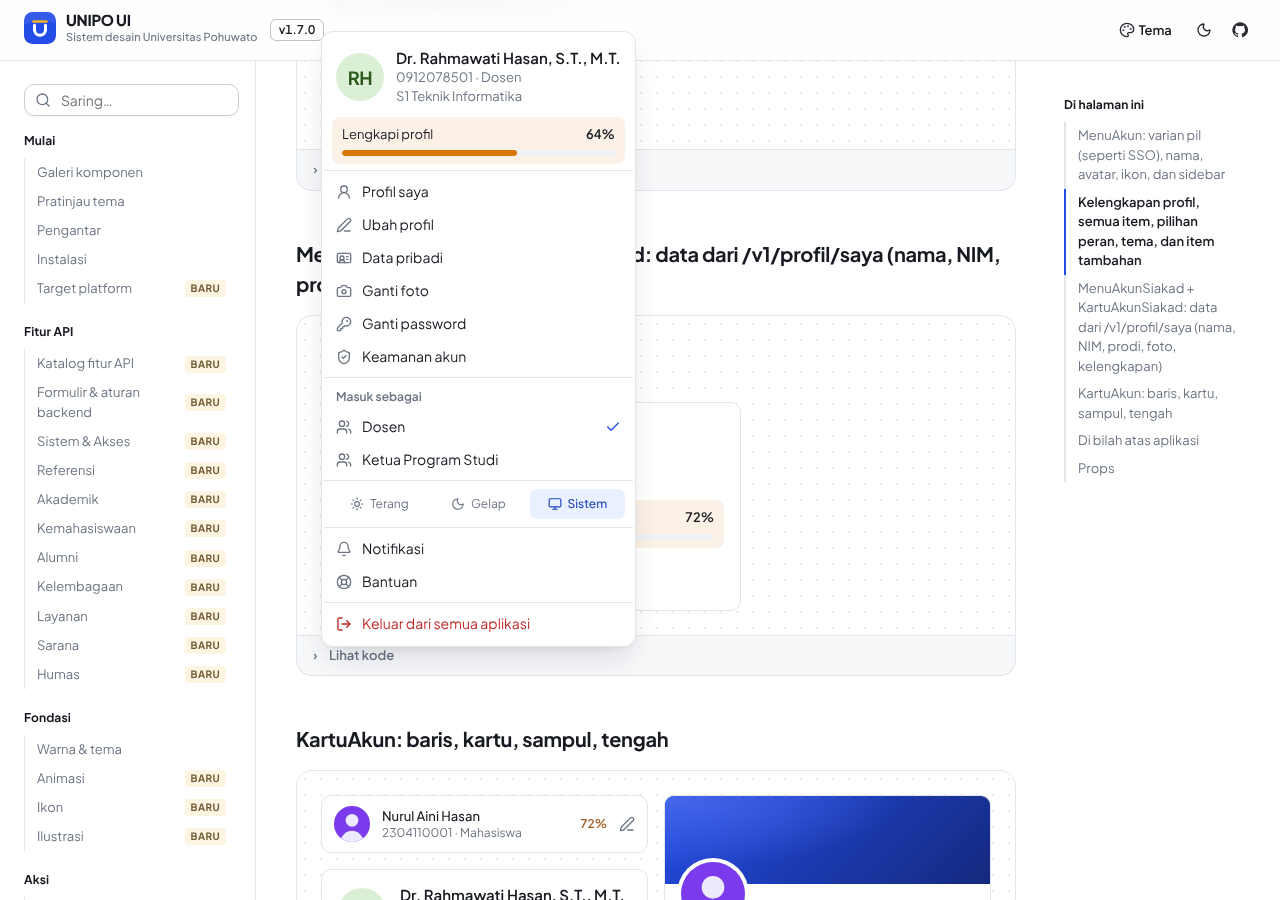 UNIPO UI
Sistem desain Universitas Pohuwato
v1.7.0
Tema
Saring...
Mulai
Galeri komponen
Pratinjau tema
Pengantar
Instalasi
Target platform BARU
Fitur API
Katalog fitur API BARU
Formulir & aturan
backend BARU
Sistem & Akses BARU
Referensi BARU
Akademik BARU
Kemahasiswaan BARU
Alumni BARU
Kelembagaan BARU
Layanan BARU
Sarana BARU
Humas BARU
Fondasi
Warna & tema
Animasi BARU
Ikon BARU
Ilustrasi BARU
Aksi
RH
Dr. Rahmawati Hasan, S.T., M.T.
0912078501 · Dosen
S1 Teknik Informatika
Lengkapi profil 64%
Profil saya
Ubah profil
Data pribadi
Ganti foto
Ganti password
Keamanan akun
Masuk sebagai
Dosen
Ketua Program Studi
Terang Gelap Sistem
Notifikasi
Bantuan
Keluar dari semua aplikasi
data dari /v1/profil/saya (nama, NIM,
72%
Lihat kode
KartuAkun: baris, kartu, sampul, tengah
Nurul Aini Hasan
2304110001 · Mahasiswa
72%
Dr. Rahmawati Hasan, S.T., M.T.
Di halaman ini
MenuAkun: varian pil
(seperti SSO), nama,
avatar, ikon, dan sidebar
Kelengkapan profil,
semua item, pilihan
peran, tema, dan item
tambahan
MenuAkunSiakad +
KartuAkunSiakad: data
dari /v1/profil/saya (nama,
NIM, prodi, foto,
kelengkapan)
KartuAkun: baris, kartu,
sampul, tengah
Di bilah atas aplikasi
Props